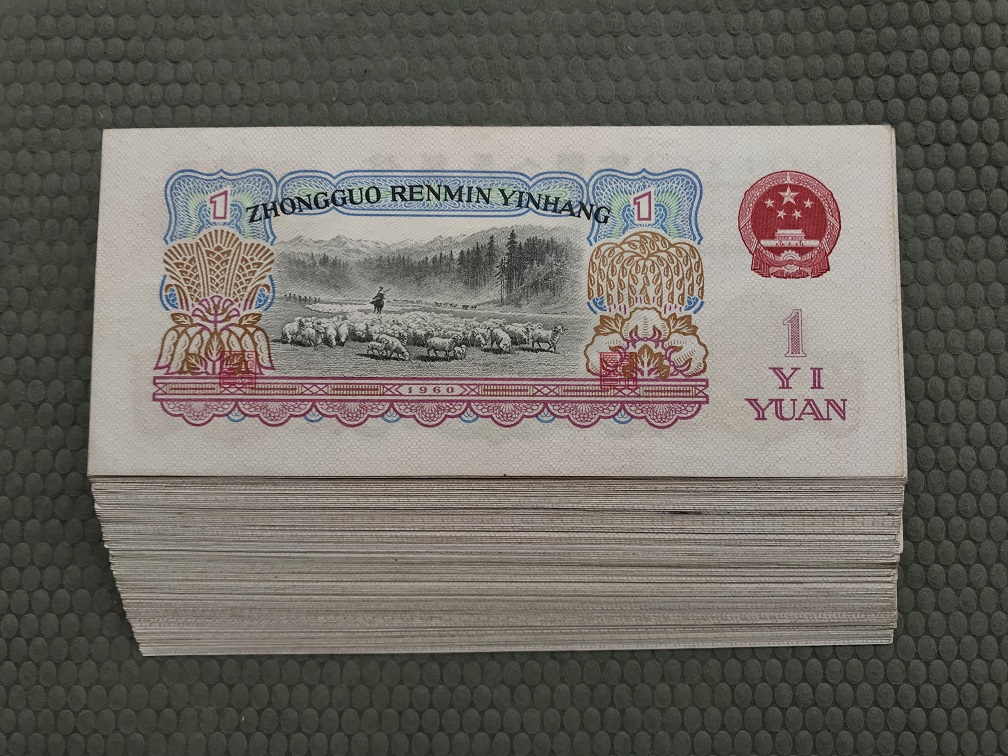 1 ZHONGGUO RENMIN YINHANG 1
1960
1
YI
YUAN